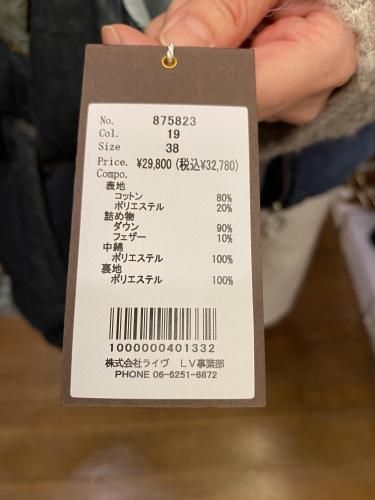 No. 875823
Col. 19
Size 38
Price. ¥29,800(税込¥32,780)
Compo.
表地
コットン 80%
ポリエステル 20%
詰め物
ダウン 90%
フェザー 10%
中綿
ポリエステル 100%
裏地
ポリエステル 100%
1000000401332
株式会社ライヴ LV事業部
PHONE 06-6251-6872